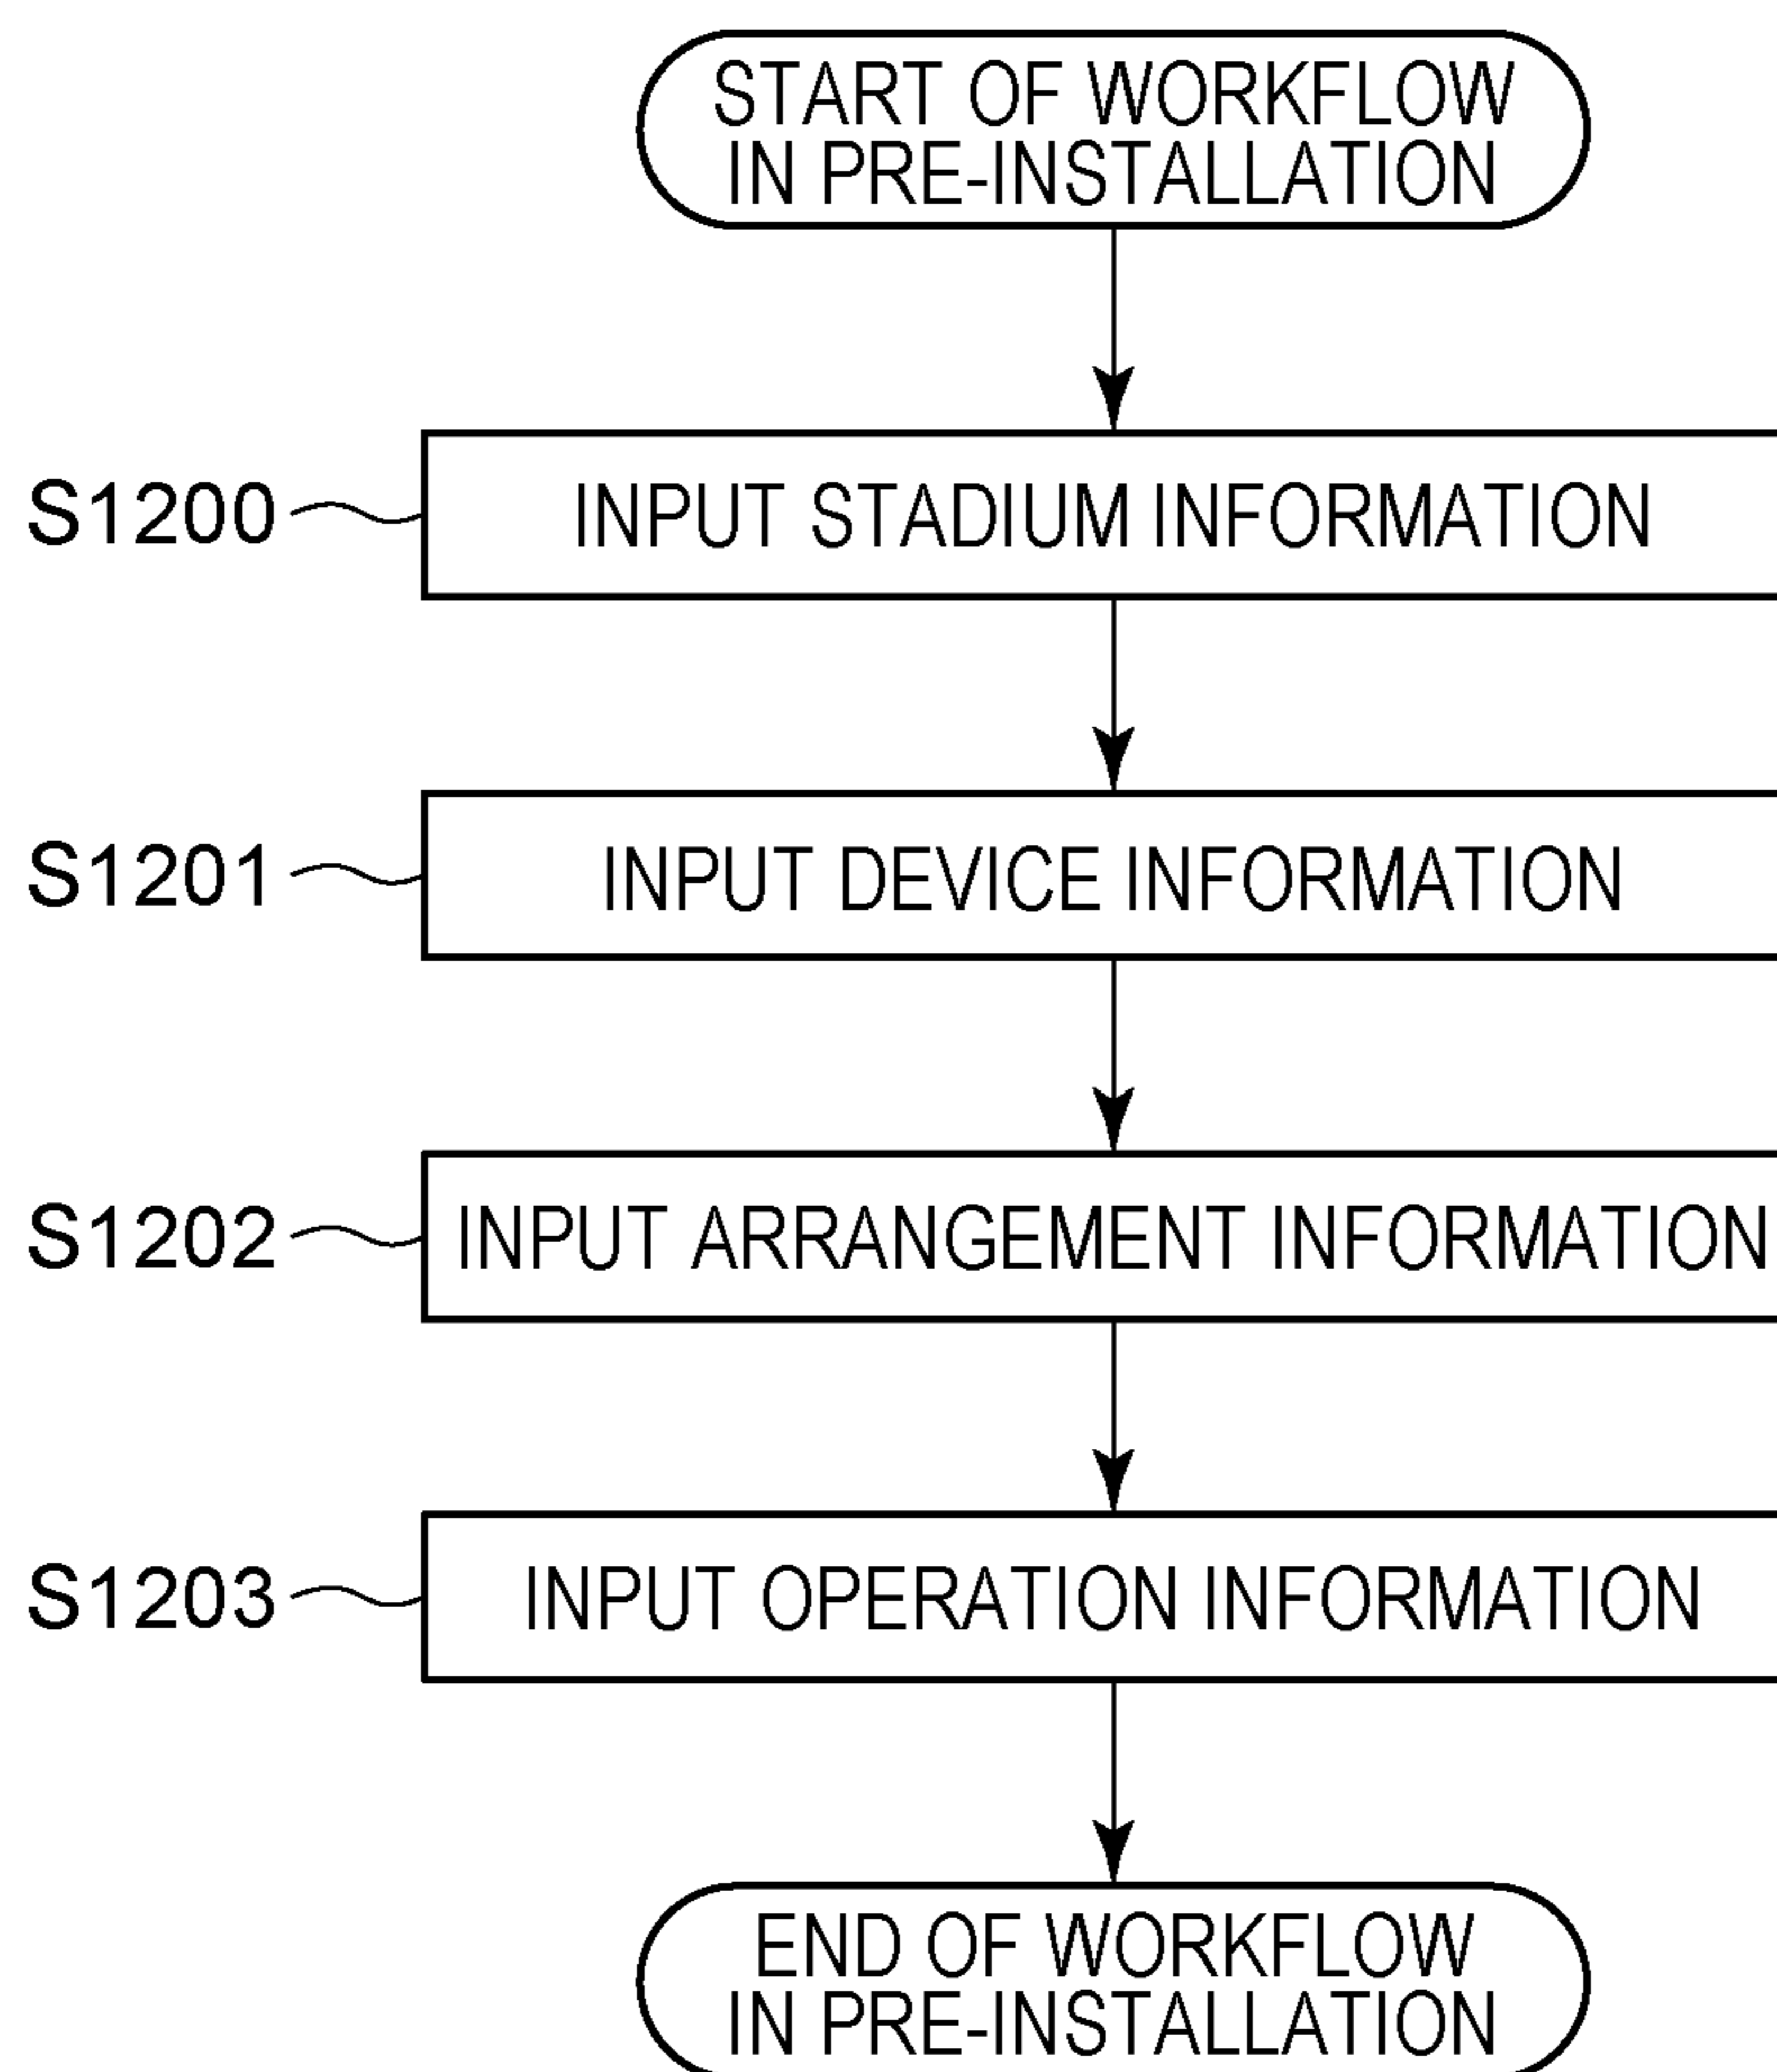 START OF WORKFLOW
IN PRE-INSTALLATION
S1200 INPUT STADIUM INFORMATION
S1201 INPUT DEVICE INFORMATION
S1202 INPUT ARRANGEMENT INFORMATION
S1203 INPUT OPERATION INFORMATION
END OF WORKFLOW
IN PRE-INSTALLATION